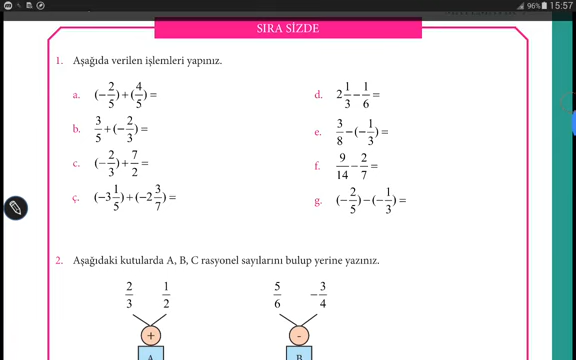 96% 15:57
SIRA SİZDE
1. Aşağıda verilen işlemleri yapınız.
a. (-2/5)+(4/5)=
b. 3/5+(-2/3)=
c. (-2/3)+7/2=
ç. (-3 1/5)+(-2 3/7)=
d. 2 1/3-1/6=
e. 3/8-(-1/3)=
f. 9/14-2/7=
g. (-2/5)-(-1/3)=
2. Aşağıdaki kutularda A, B, C rasyonel sayılarını bulup yerine yazınız.
2/3 1/2 5/6 -3/4
+ -
A B